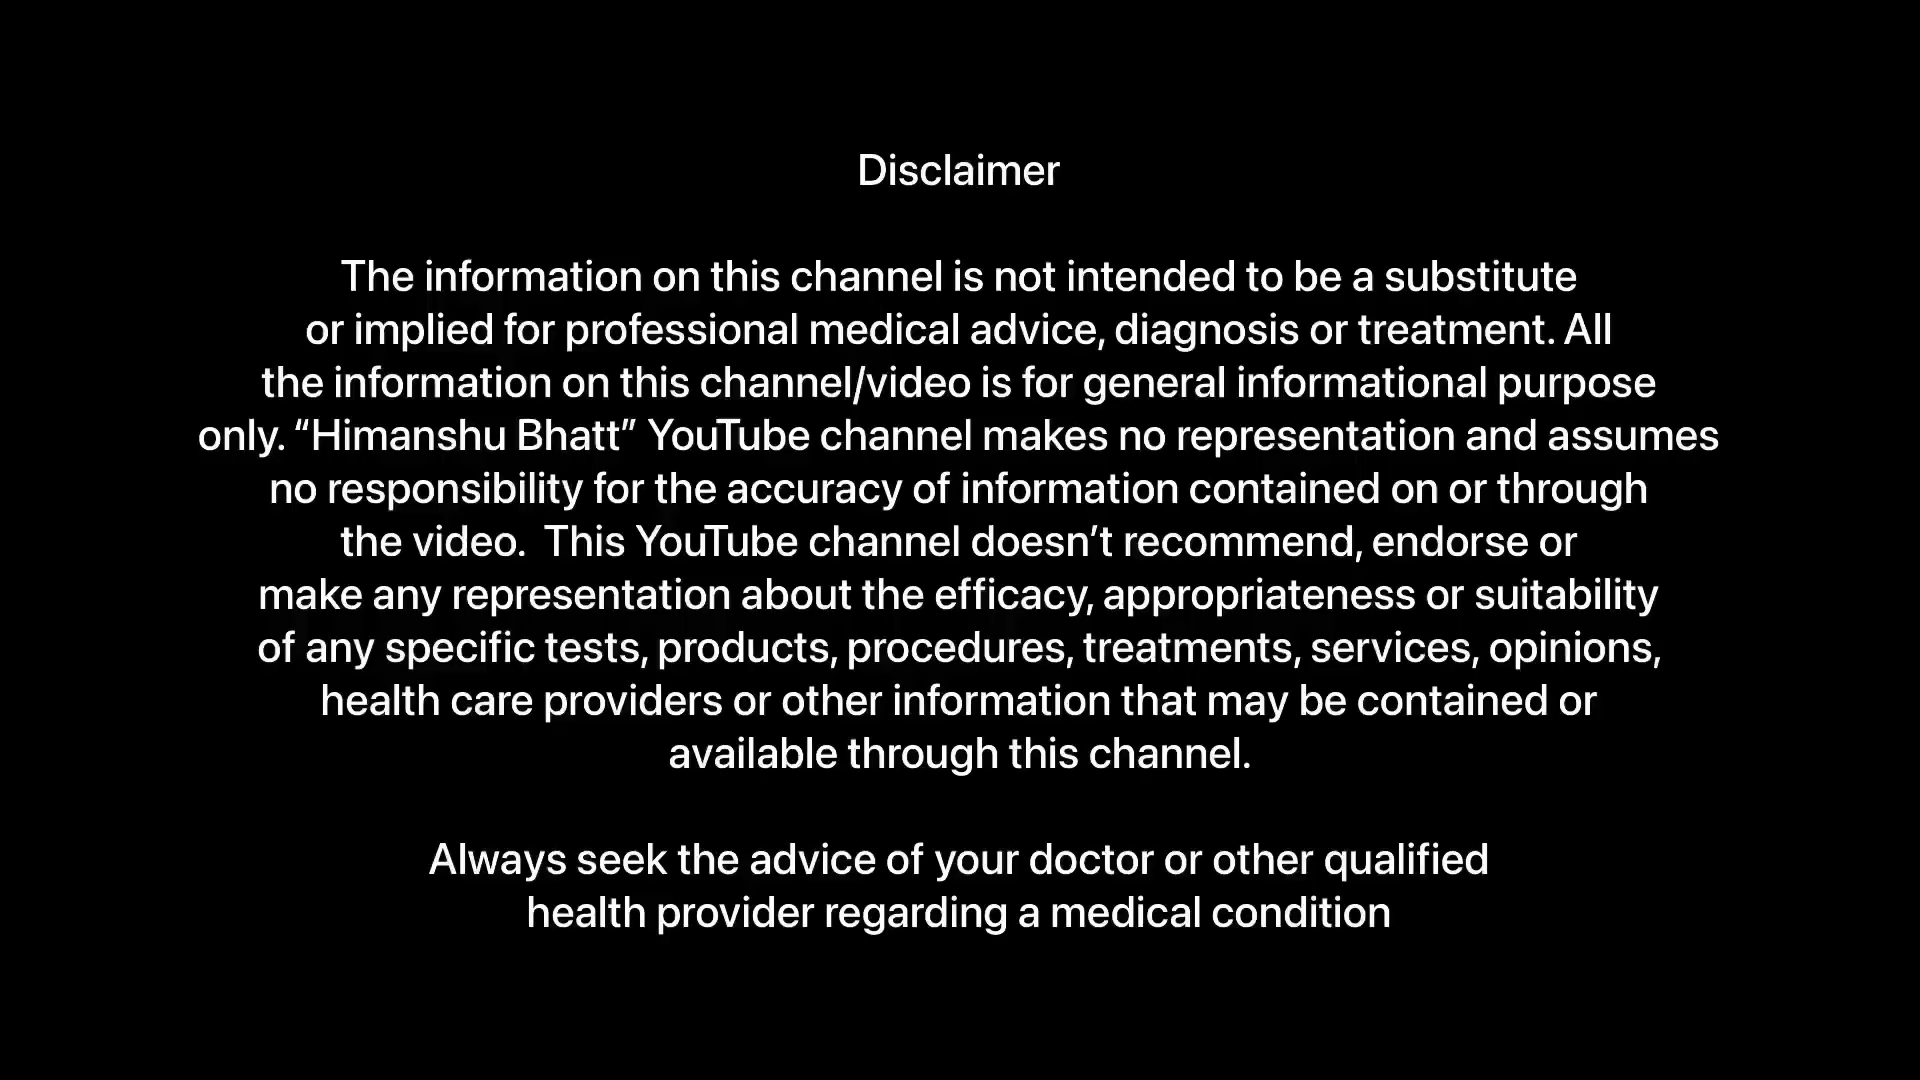 Disclaimer
The information on this channel is not intended to be a substitute
or implied for professional medical advice, diagnosis or treatment. All
the information on this channel/video is for general informational purpose
only. “Himanshu Bhatt” YouTube channel makes no representation and assumes
no responsibility for the accuracy of information contained on or through
the video.  This YouTube channel doesn’t recommend, endorse or
make any representation about the efficacy, appropriateness or suitability
of any specific tests, products, procedures, treatments, services, opinions,
health care providers or other information that may be contained or
available through this channel.
Always seek the advice of your doctor or other qualified
health provider regarding a medical condition